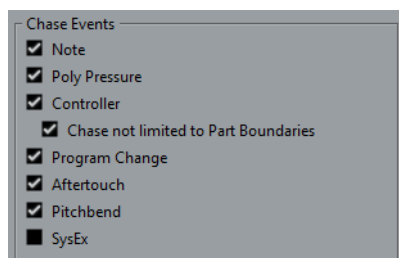 Chase Events
Note
Poly Pressure
Controller
Chase not limited to Part Boundaries
Program Change
Aftertouch
Pitchbend
SysEx